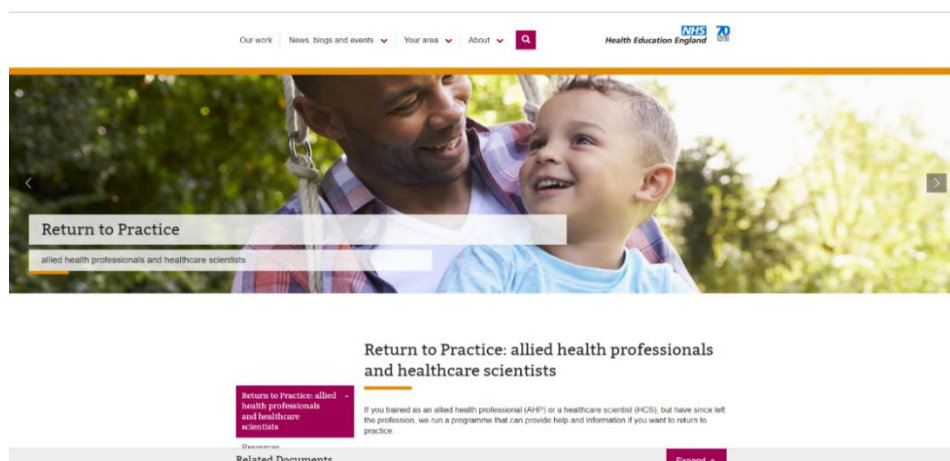 Our work News, blogs and events Your area About
NHS 70
Health Education England
Return to Practice
allied health professionals and healthcare scientists
Return to Practice: allied health professionals
and healthcare scientists
Return to Practice: allied -
health professionals
and healthcare
scientists
If you trained as an allied health professional (AHP) or a healthcare scientist (HCS), but have since left
the profession, we run a programme that can provide help and information if you want to return to
practice.
Resources
Related Documents Expand